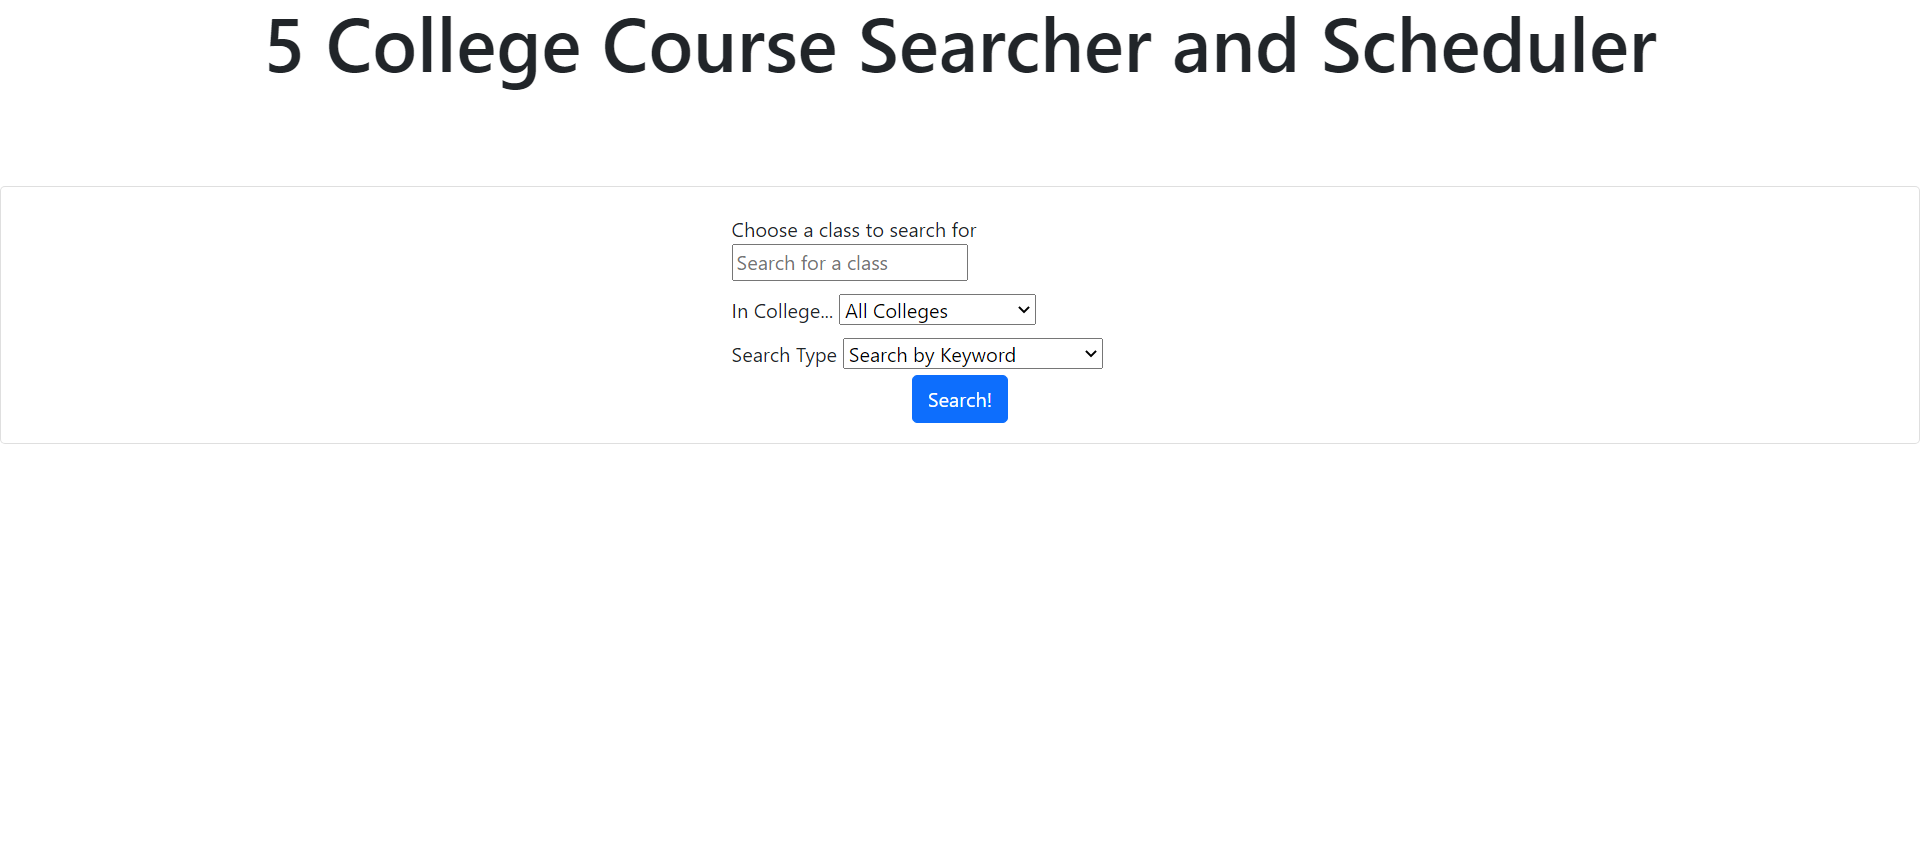 5 College Course Searcher and Scheduler
Choose a class to search for
Search for a class
In College... All Colleges
Search Type Search by Keyword
Search!